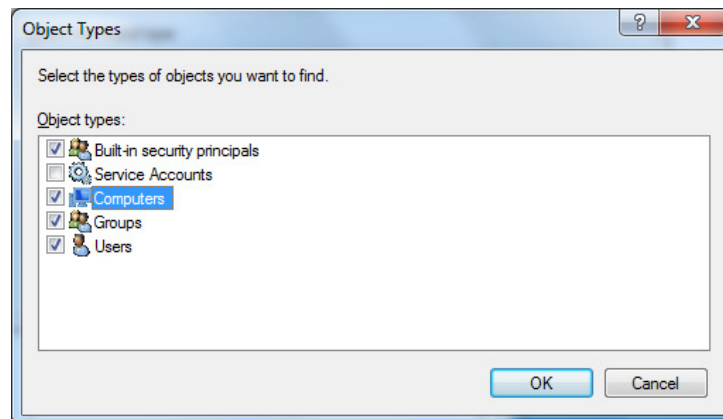 Object Types
Select the types of objects you want to find.
Object types:
Built-in security principals
Service Accounts
Computers
Groups
Users
OK
Cancel